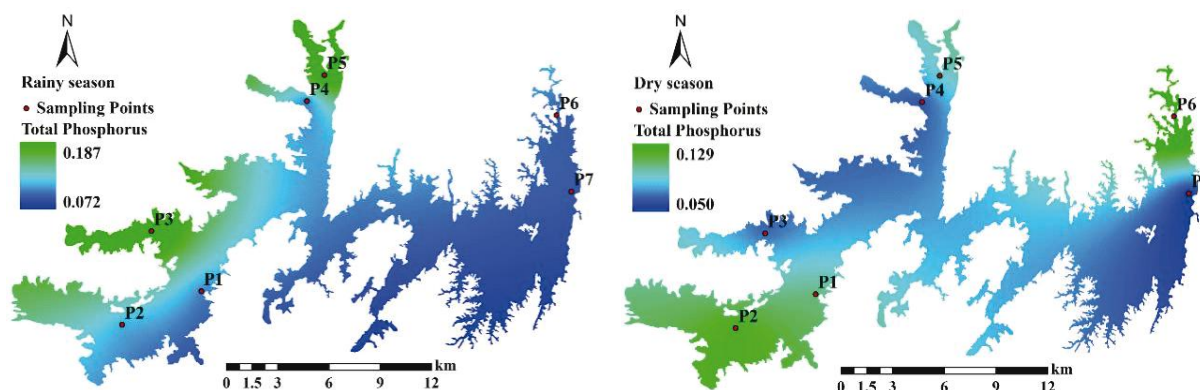 N
Rainy season
Sampling Points
Total Phosphorus
0.187
0.072
P5
P4
P6
P7
P3
P1
P2
km
0 1.5 3 6 9 12
N
Dry season
Sampling Points
Total Phosphorus
0.129
0.050
P5
P4
P6
P
P3
P1
P2
km
0 1.5 3 6 9 12